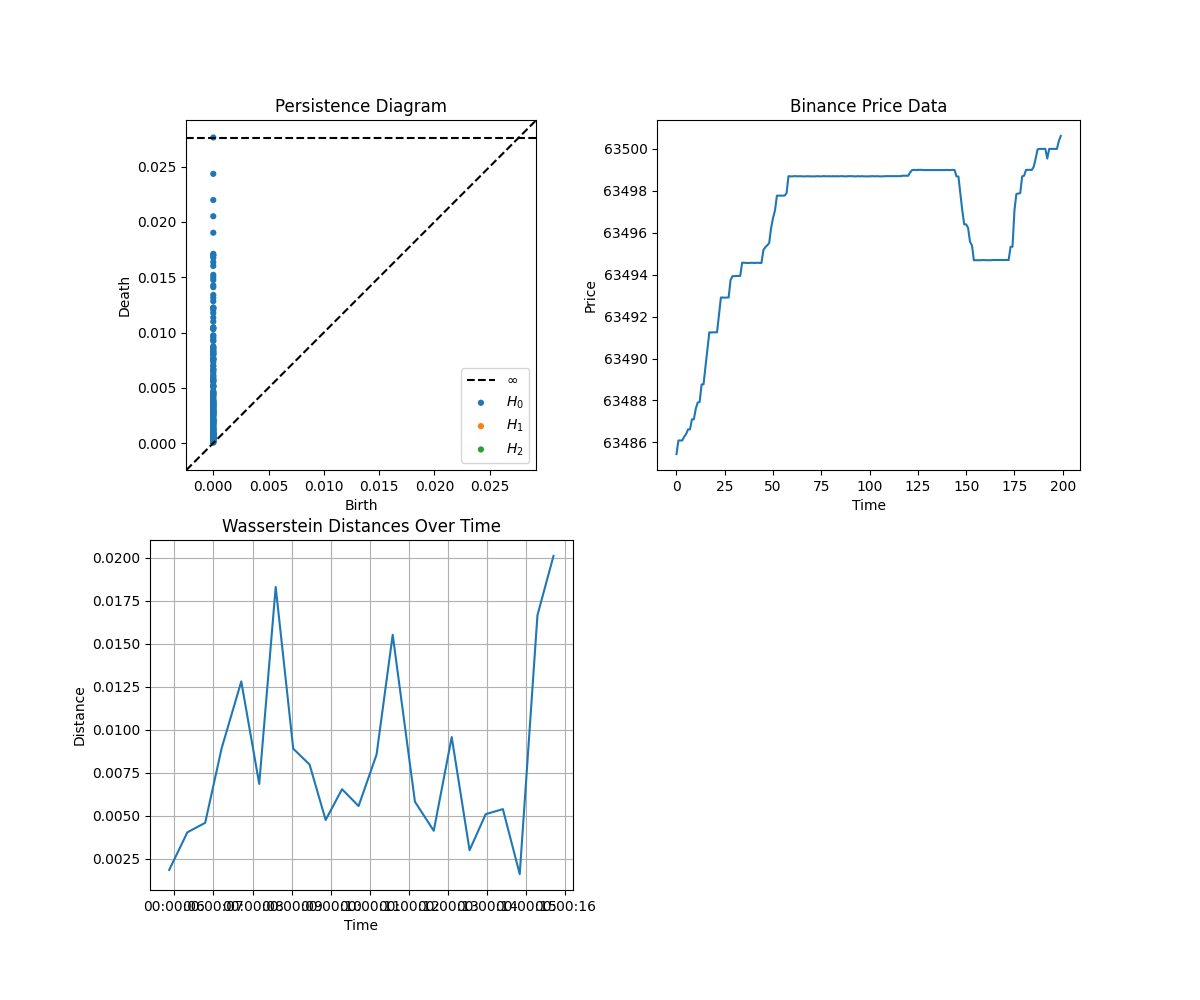 Persistence Diagram
Death
0.025
0.020
0.015
0.010
0.005
0.000
0.000 0.005 0.010 0.015 0.020 0.025
Birth
∞
H0
H1
H2
Binance Price Data
Price
63500
63498
63496
63494
63492
63490
63488
63486
0 25 50 75 100 125 150 175 200
Time
Wasserstein Distances Over Time
Distance
0.0200
0.0175
0.0150
0.0125
0.0100
0.0075
0.0050
0.0025
Time